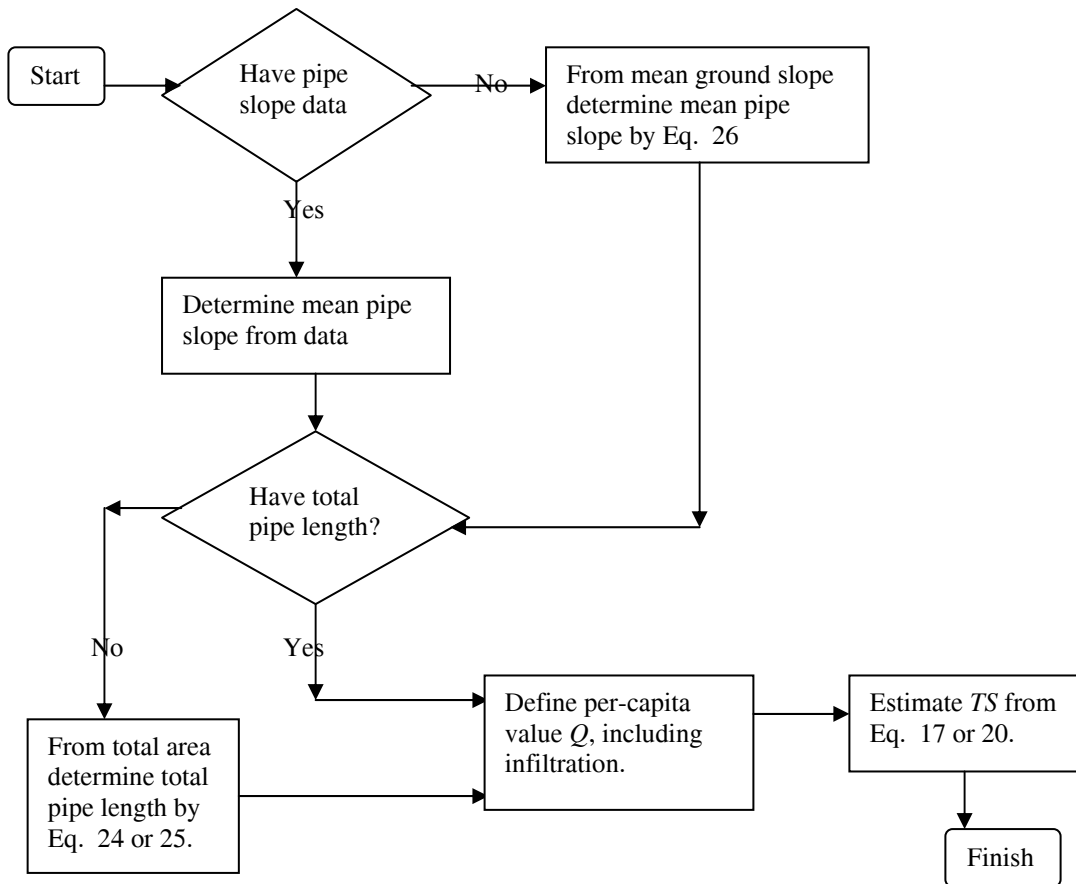 Start
Have pipe
slope data
No
From mean ground slope
determine mean pipe
slope by Eq. 26
Yes
Determine mean pipe
slope from data
Have total
pipe length?
No
Yes
From total area
determine total
pipe length by
Eq. 24 or 25.
Define per-capita
value Q, including
infiltration.
Estimate TS from
Eq. 17 or 20.
Finish